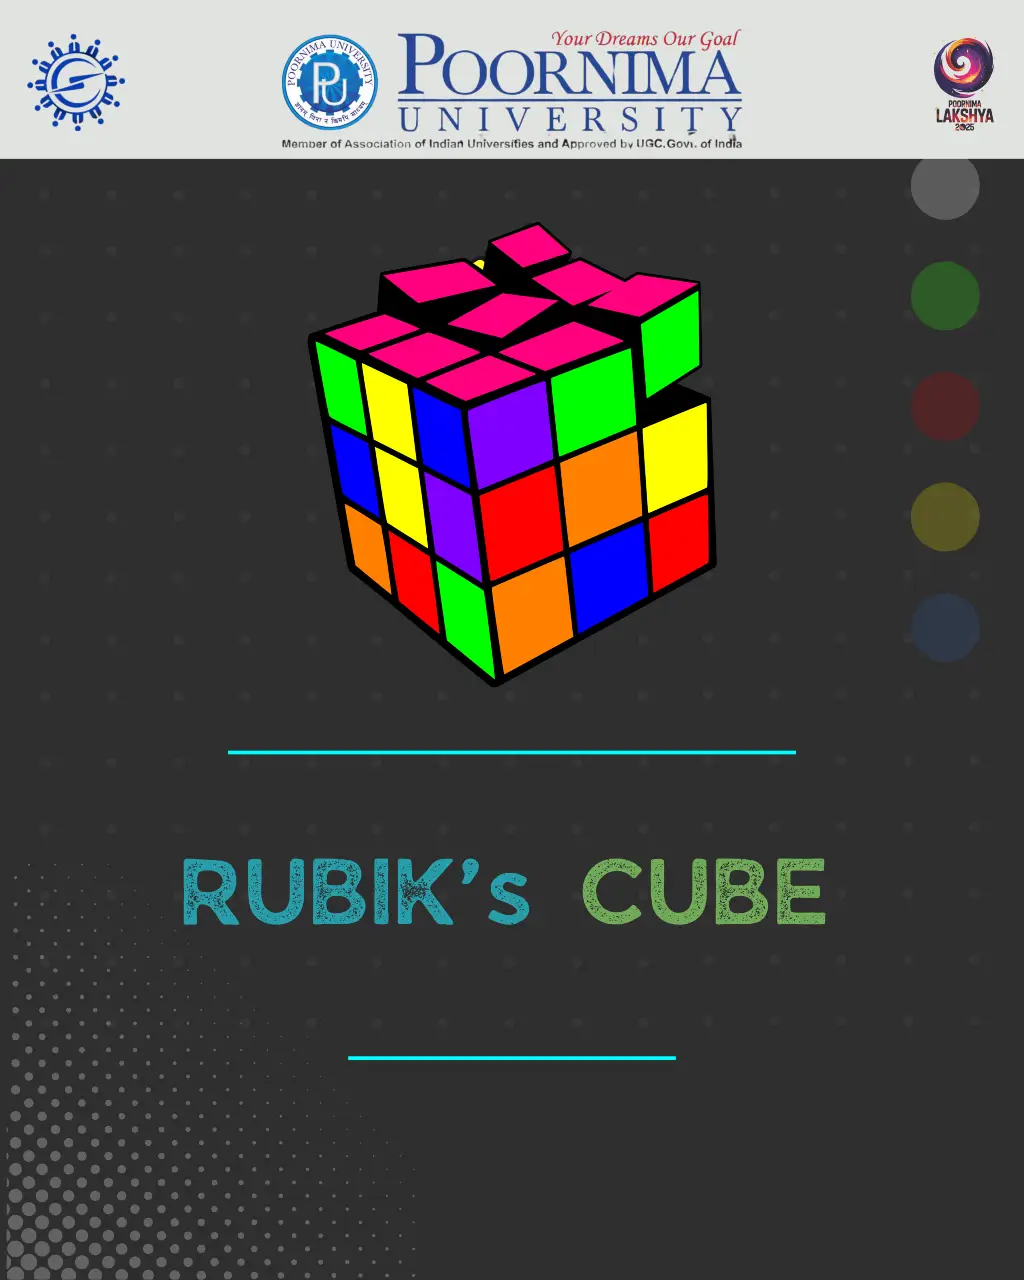 Your Dreams Our Goal
POORNIMA UNIVERSITY
PU
POORNIMA
UNIVERSITY
Member of Association of Indian Universities and Approved by UGC.Govt. of India
POORNIMA
LAKSHYA
2025
RUBIK's CUBE